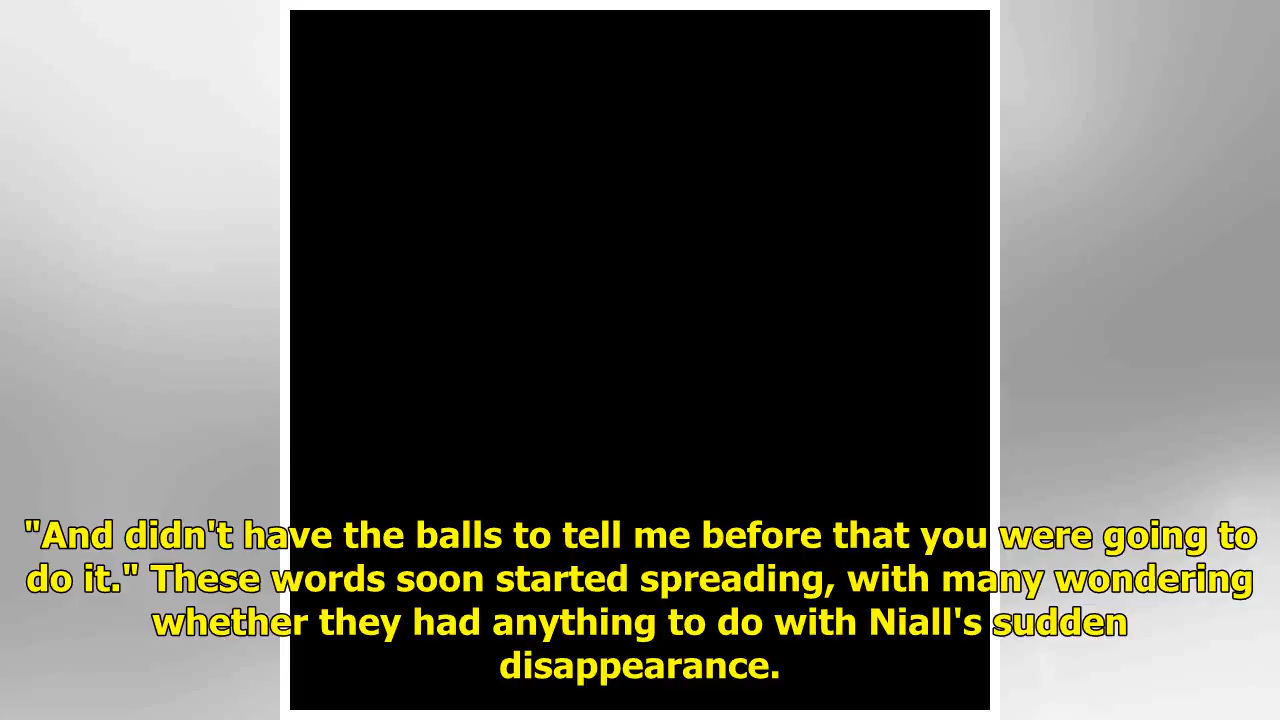 "And didn't have the balls to tell me before that you were going to
do it." These words soon started spreading, with many wondering
whether they had anything to do with Niall's sudden
disappearance.